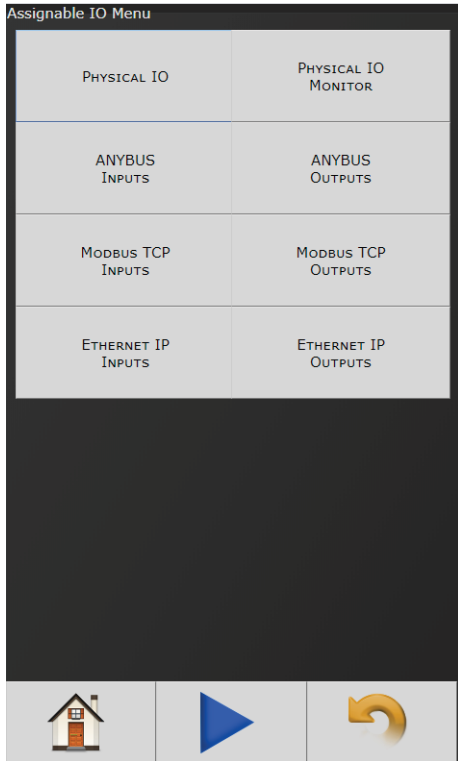 Assignable IO Menu
Physical IO
Physical IO
Monitor
ANYBUS
Inputs
ANYBUS
Outputs
Modbus TCP
Inputs
Modbus TCP
Outputs
Ethernet IP
Inputs
Ethernet IP
Outputs